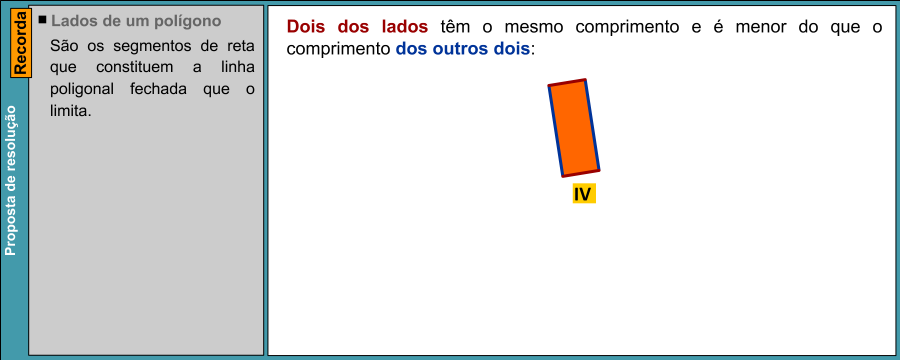 Proposta de resolução
Recorda
■ Lados de um polígono
São os segmentos de reta
que constituem a linha
poligonal fechada que o
limita.
Dois dos lados têm o mesmo comprimento e é menor do que o
comprimento dos outros dois:
IV